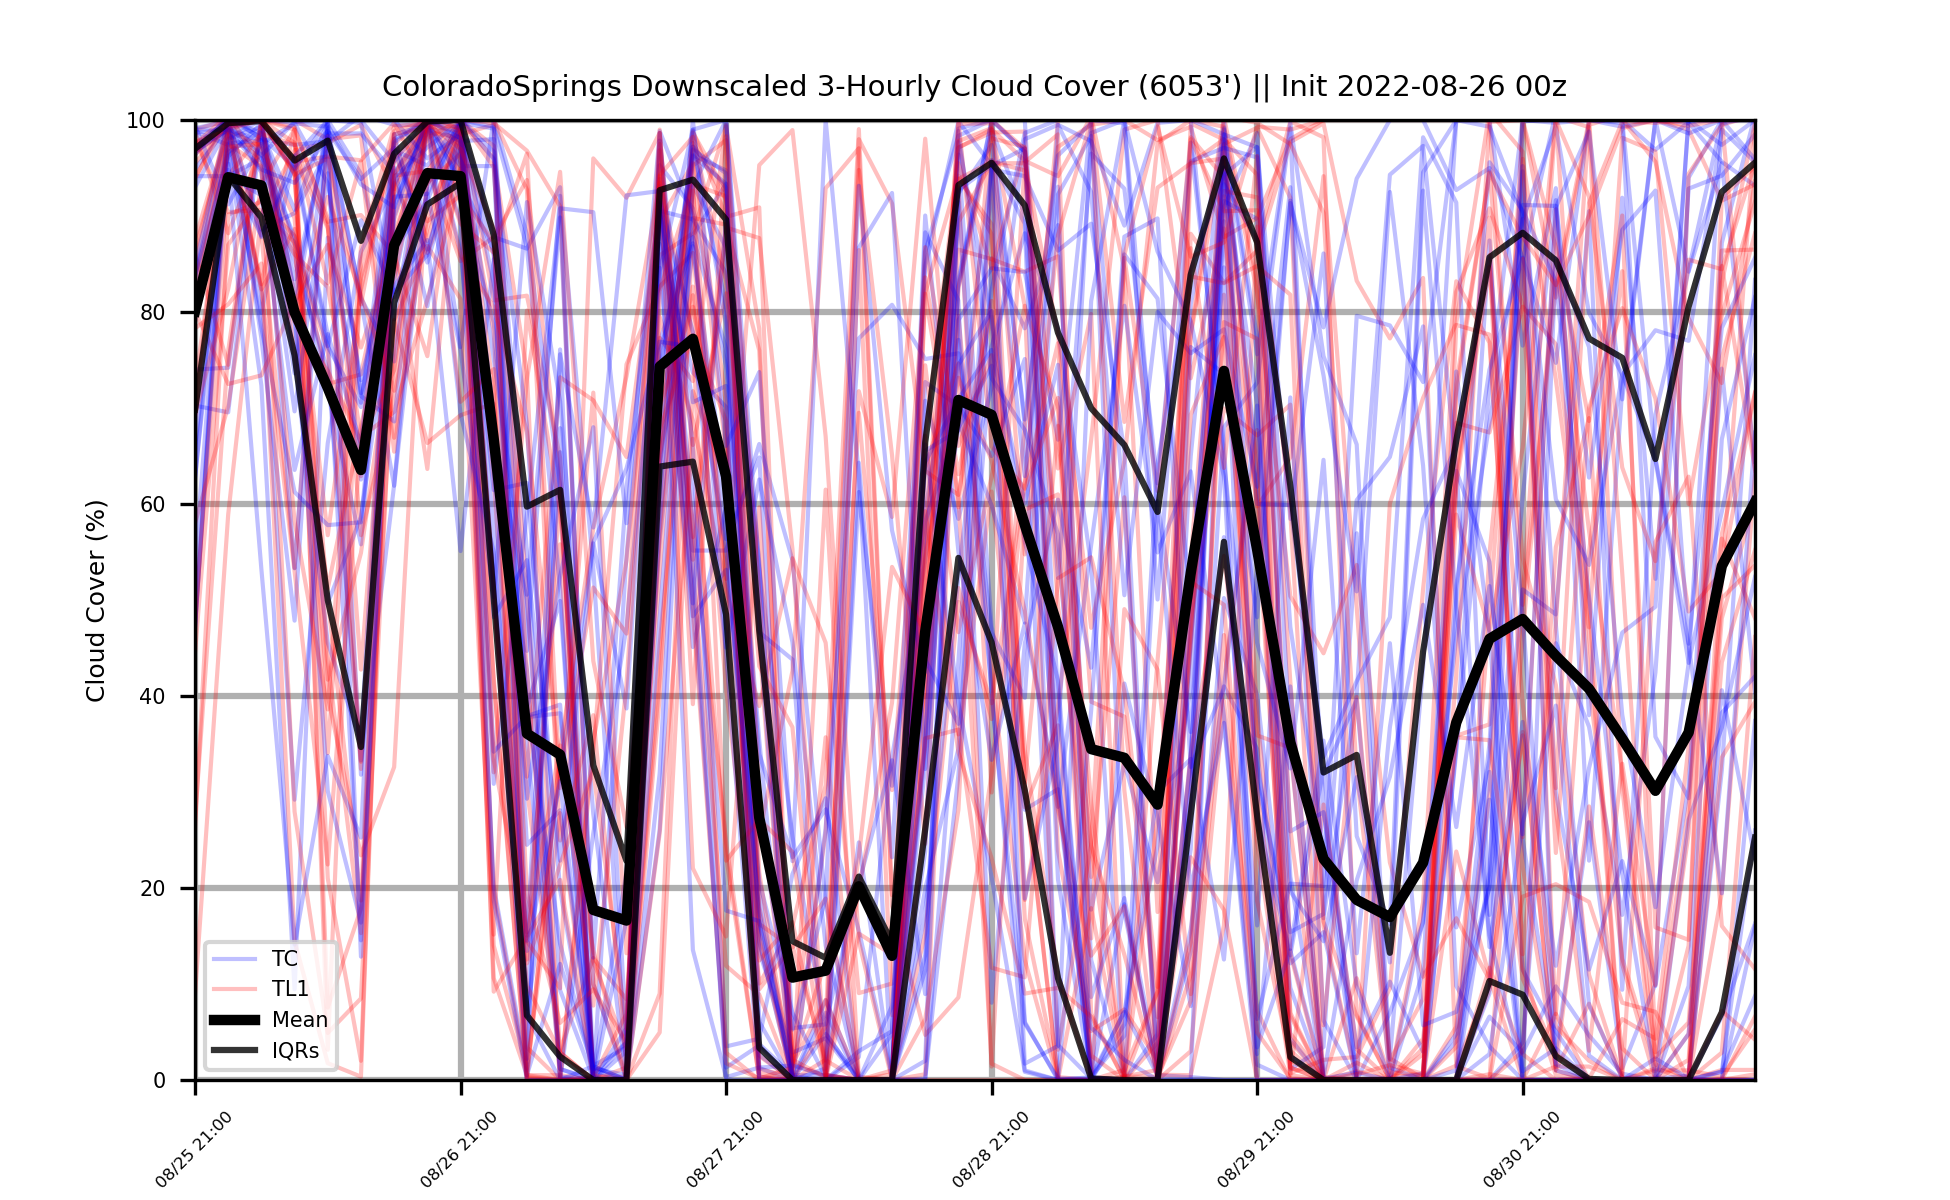 ColoradoSprings Downscaled 3-Hourly Cloud Cover (6053') || Init 2022-08-26 00z
Cloud Cover (%)
100
80
60
40
20
0
TC
TL1
Mean
IQRs
08/25 21:00
08/26 21:00
08/27 21:00
08/28 21:00
08/29 21:00
08/30 21:00